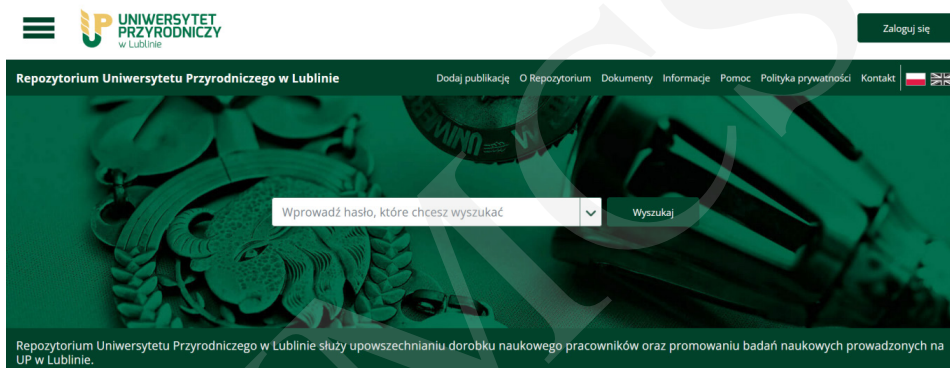 UNIWERSYTET
PRZYRODNICZY
w Lublinie
Zaloguj się
Repozytorium Uniwersytetu Przyrodniczego w Lublinie
Dodaj publikację O Repozytorium Dokumenty Informacje Pomoc Polityka prywatności Kontakt
Wprowadź hasło, które chcesz wyszukać
Wyszukaj
Repozytorium Uniwersytetu Przyrodniczego w Lublinie służy upowszechnianiu dorobku naukowego pracowników oraz promowaniu badań naukowych prowadzonych na
UP w Lublinie.